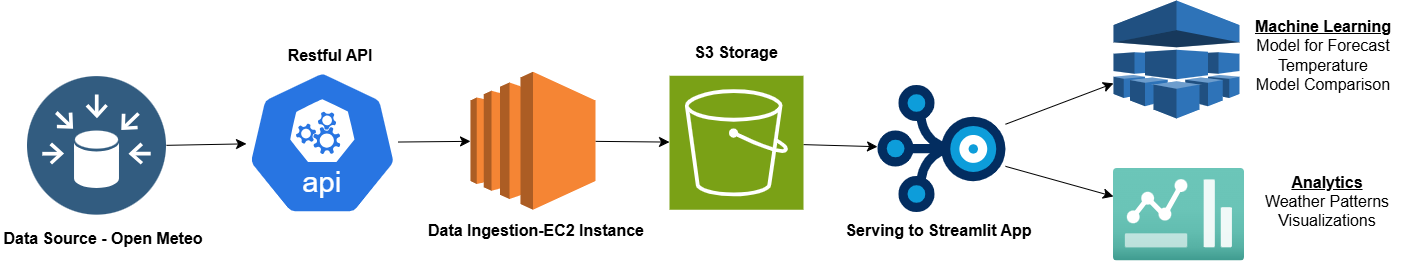 Data Source - Open Meteo
Restful API
api
Data Ingestion-EC2 Instance
S3 Storage
Serving to Streamlit App
Machine Learning
Model for Forecast
Temperature
Model Comparison
Analytics
Weather Patterns
Visualizations